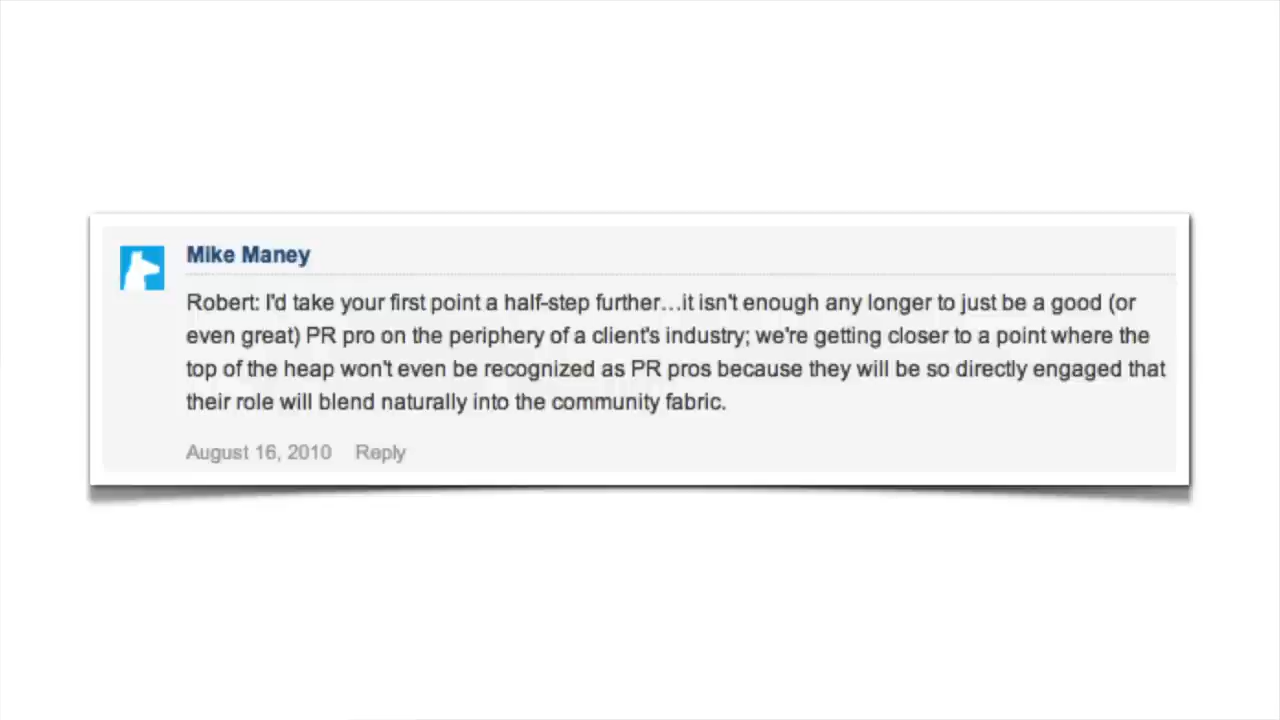 Mike Maney
Robert: I'd take your first point a half-step further...it isn't enough any longer to just be a good (or
even great) PR pro on the periphery of a client's industry; we're getting closer to a point where the
top of the heap won't even be recognized as PR pros because they will be so directly engaged that
their role will blend naturally into the community fabric.
August 16, 2010 Reply